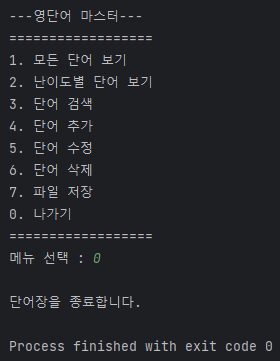 ---영단어 마스터---
==================
1. 모든 단어 보기
2. 난이도별 단어 보기
3. 단어 검색
4. 단어 추가
5. 단어 수정
6. 단어 삭제
7. 파일 저장
0. 나가기
==================
메뉴 선택 : 0
단어장을 종료합니다.
Process finished with exit code 0